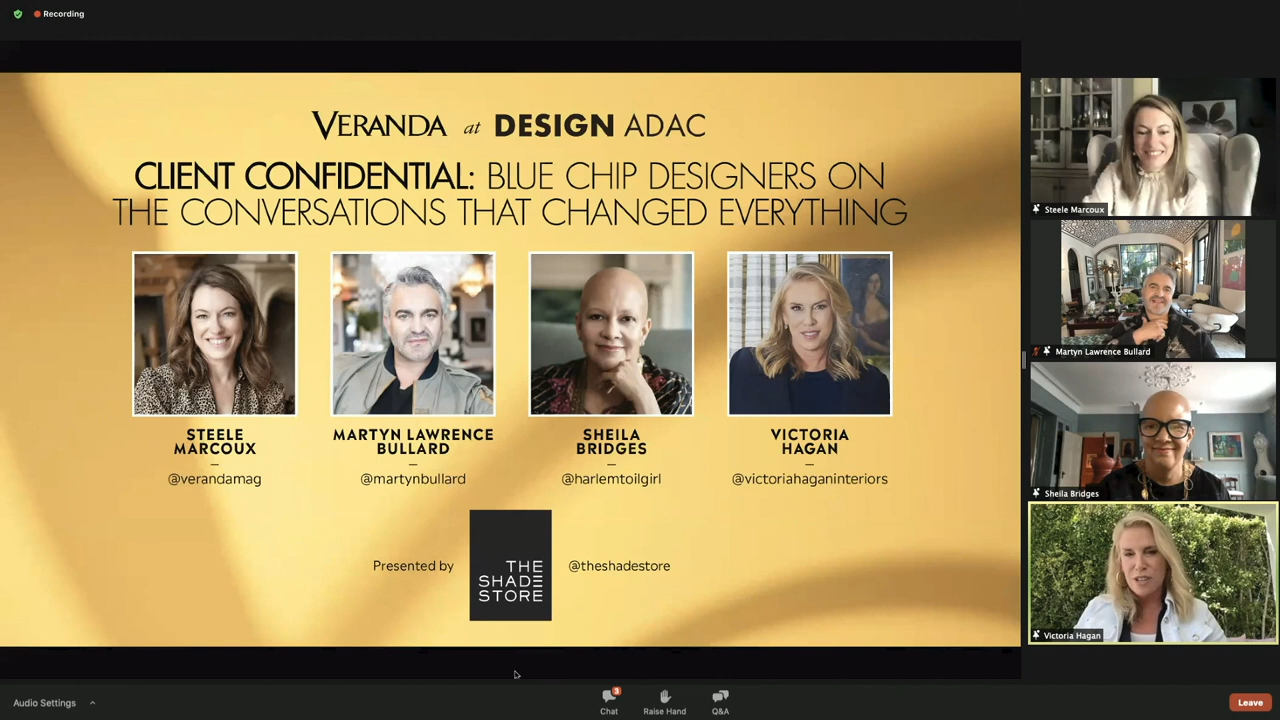 Recording
VERANDA at DESIGN ADAC
CLIENT CONFIDENTIAL: BLUE CHIP DESIGNERS ON
THE CONVERSATIONS THAT CHANGED EVERYTHING
STEELE
MARCOUX
@verandamag
MARTYN LAWRENCE
BULLARD
@martynbullard
SHEILA
BRIDGES
@harlemtoilgirl
VICTORIA
HAGAN
@victoriahaganinteriors
Presented by
THE
SHADE
STORE
@theshadestore
Steele Marcoux
Martyn Lawrence Bullard
Sheila Bridges
Victoria Hagan
Audio Settings
3
Chat
Raise Hand
Q&A
Leave